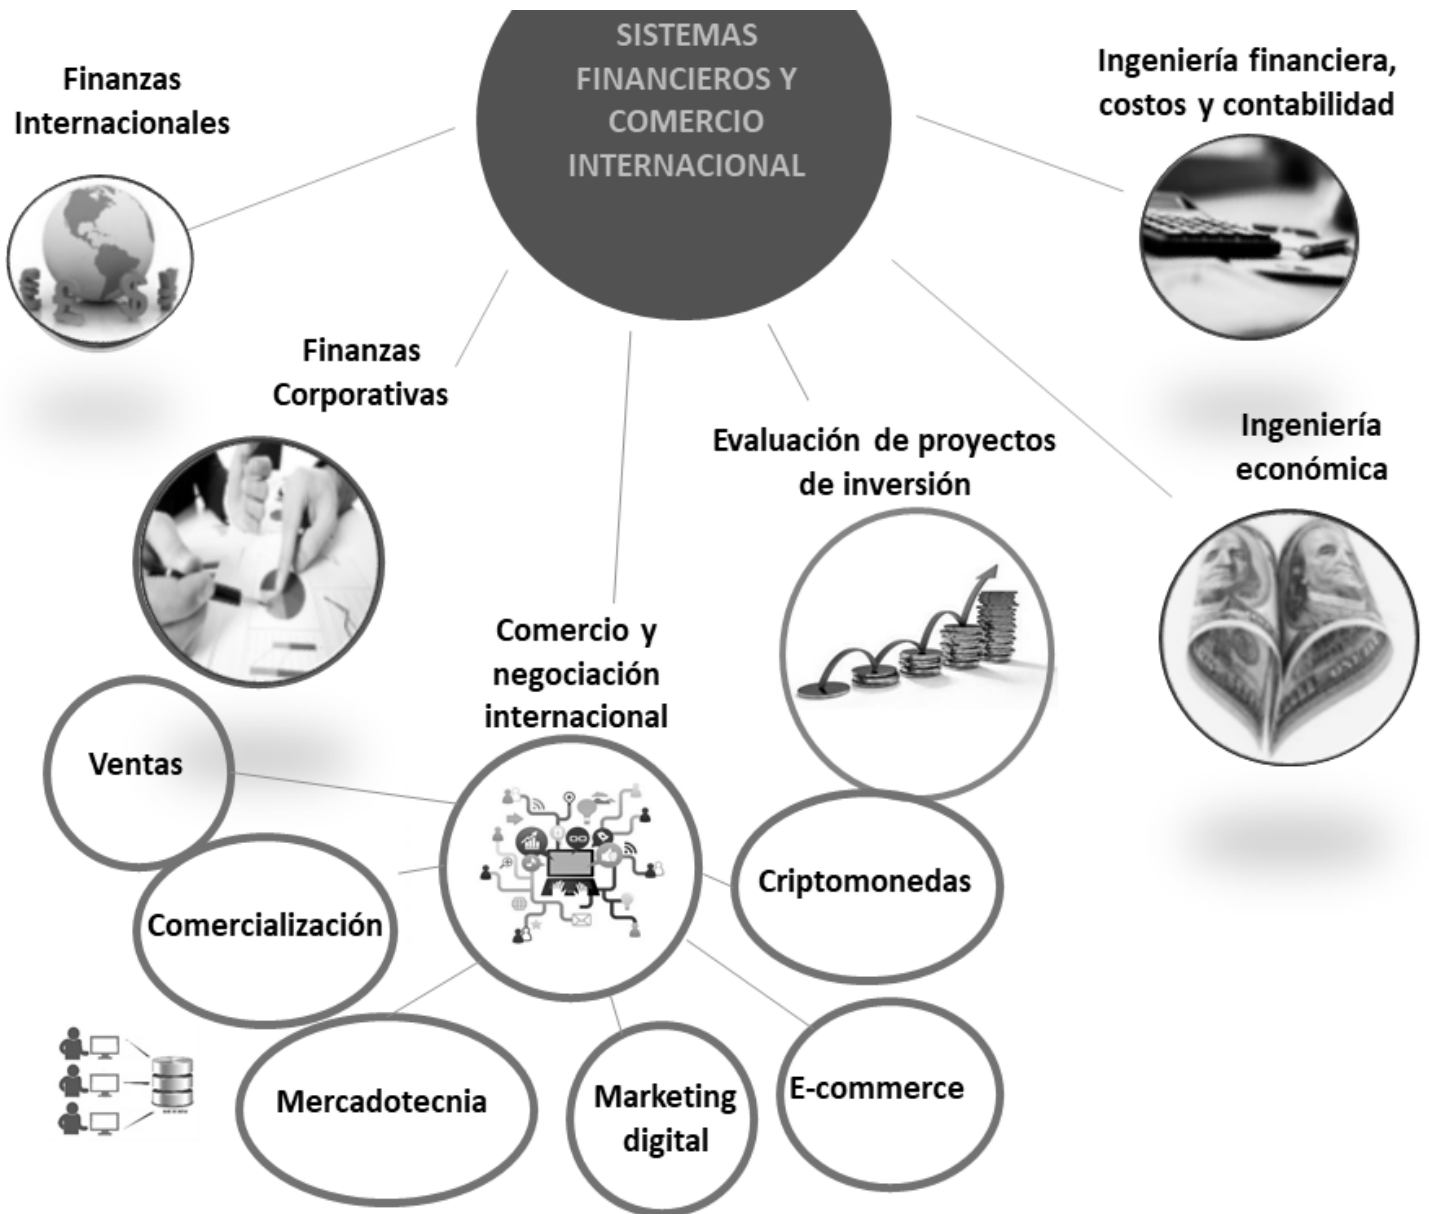 SISTEMAS
FINANCIEROS Y
COMERCIO
INTERNACIONAL
Finanzas
Internacionales
Ingeniería financiera,
costos y contabilidad
Finanzas
Corporativas
Evaluación de proyectos
de inversión
Ingeniería
económica
Comercio y
negociación
internacional
Ventas
Comercialización
Criptomonedas
Mercadotecnia
Marketing
digital
E-commerce